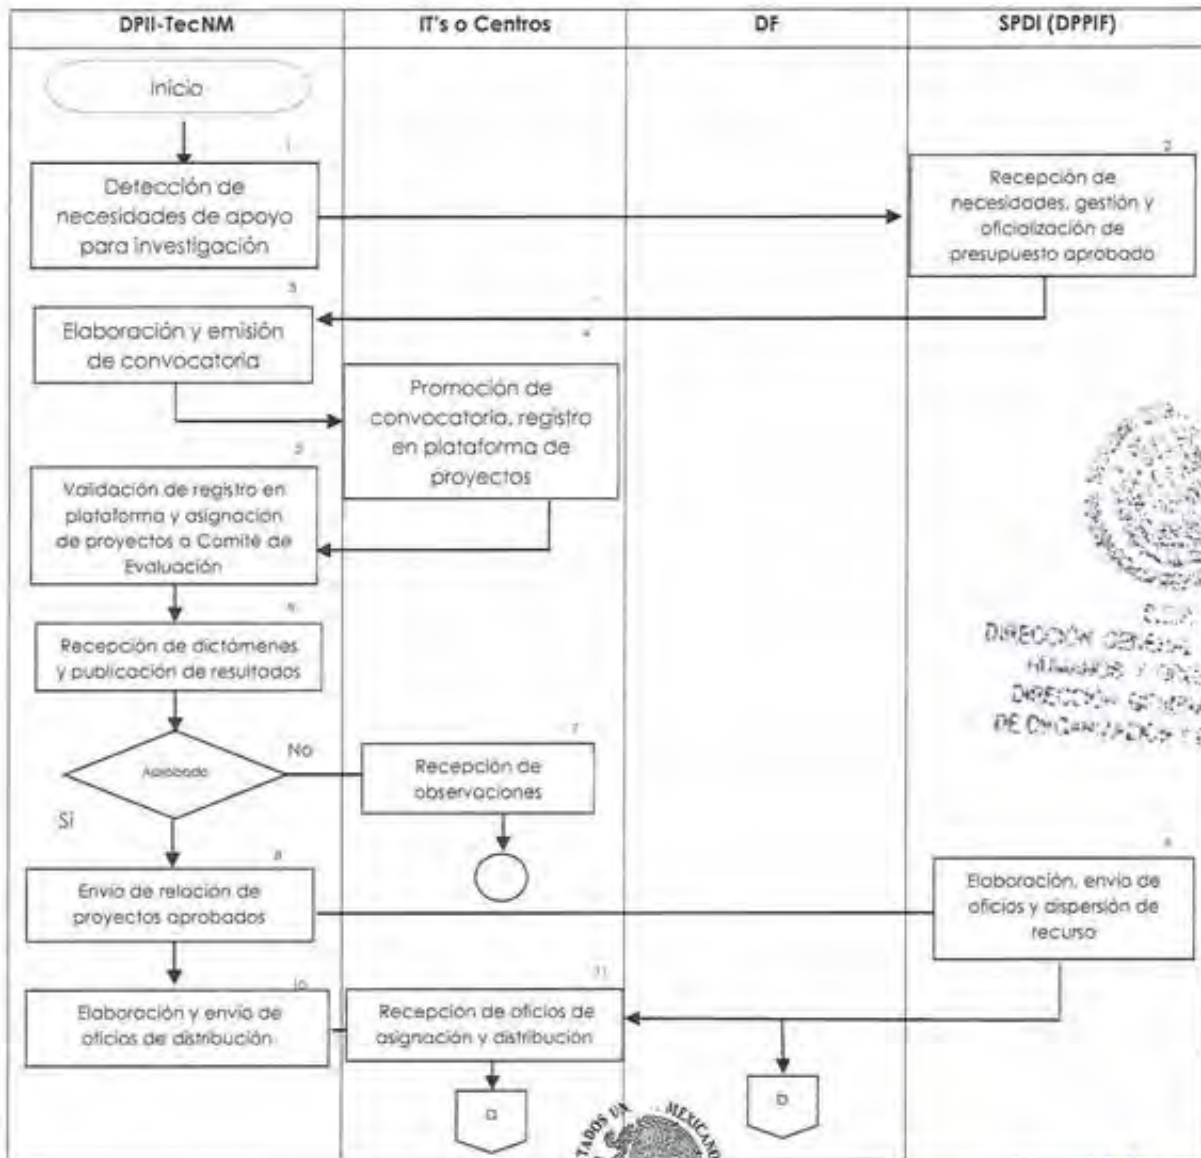 DPII-TecNM
IT's o Centros
DF
SPDI (DPPIF)
Inicio
1
Detección de
necesidades de apoyo
para investigación
2
Recepción de
necesidades, gestión y
oficialización de
presupuesto aprobado
3
Elaboración y emisión
de convocatoria
4
Promoción de
convocatoria, registro
en plataforma de
proyectos
5
Validación de registro en
plataforma y asignación
de proyectos a Comité de
Evaluación
6
Recepción de dictámenes
y publicación de resultados
Aprobado
No
Si
7
Recepción de
observaciones
8
Envío de relación de
proyectos aprobados
Elaboración, envío de
oficios y dispersión de
recurso
10
Elaboración y envío de
oficios de distribución
11
Recepción de oficios de
asignación y distribución
a
b
DIRECCIÓN GENERAL
HUMANOS Y
DIRECCIÓN
DE
MEXICANO